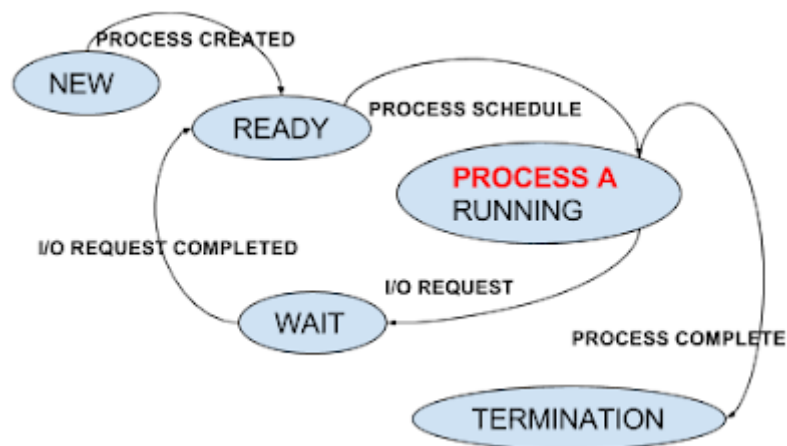 PROCESS CREATED
NEW
READY
PROCESS SCHEDULE
PROCESS A
RUNNING
I/O REQUEST COMPLETED
I/O REQUEST
WAIT
PROCESS COMPLETE
TERMINATION